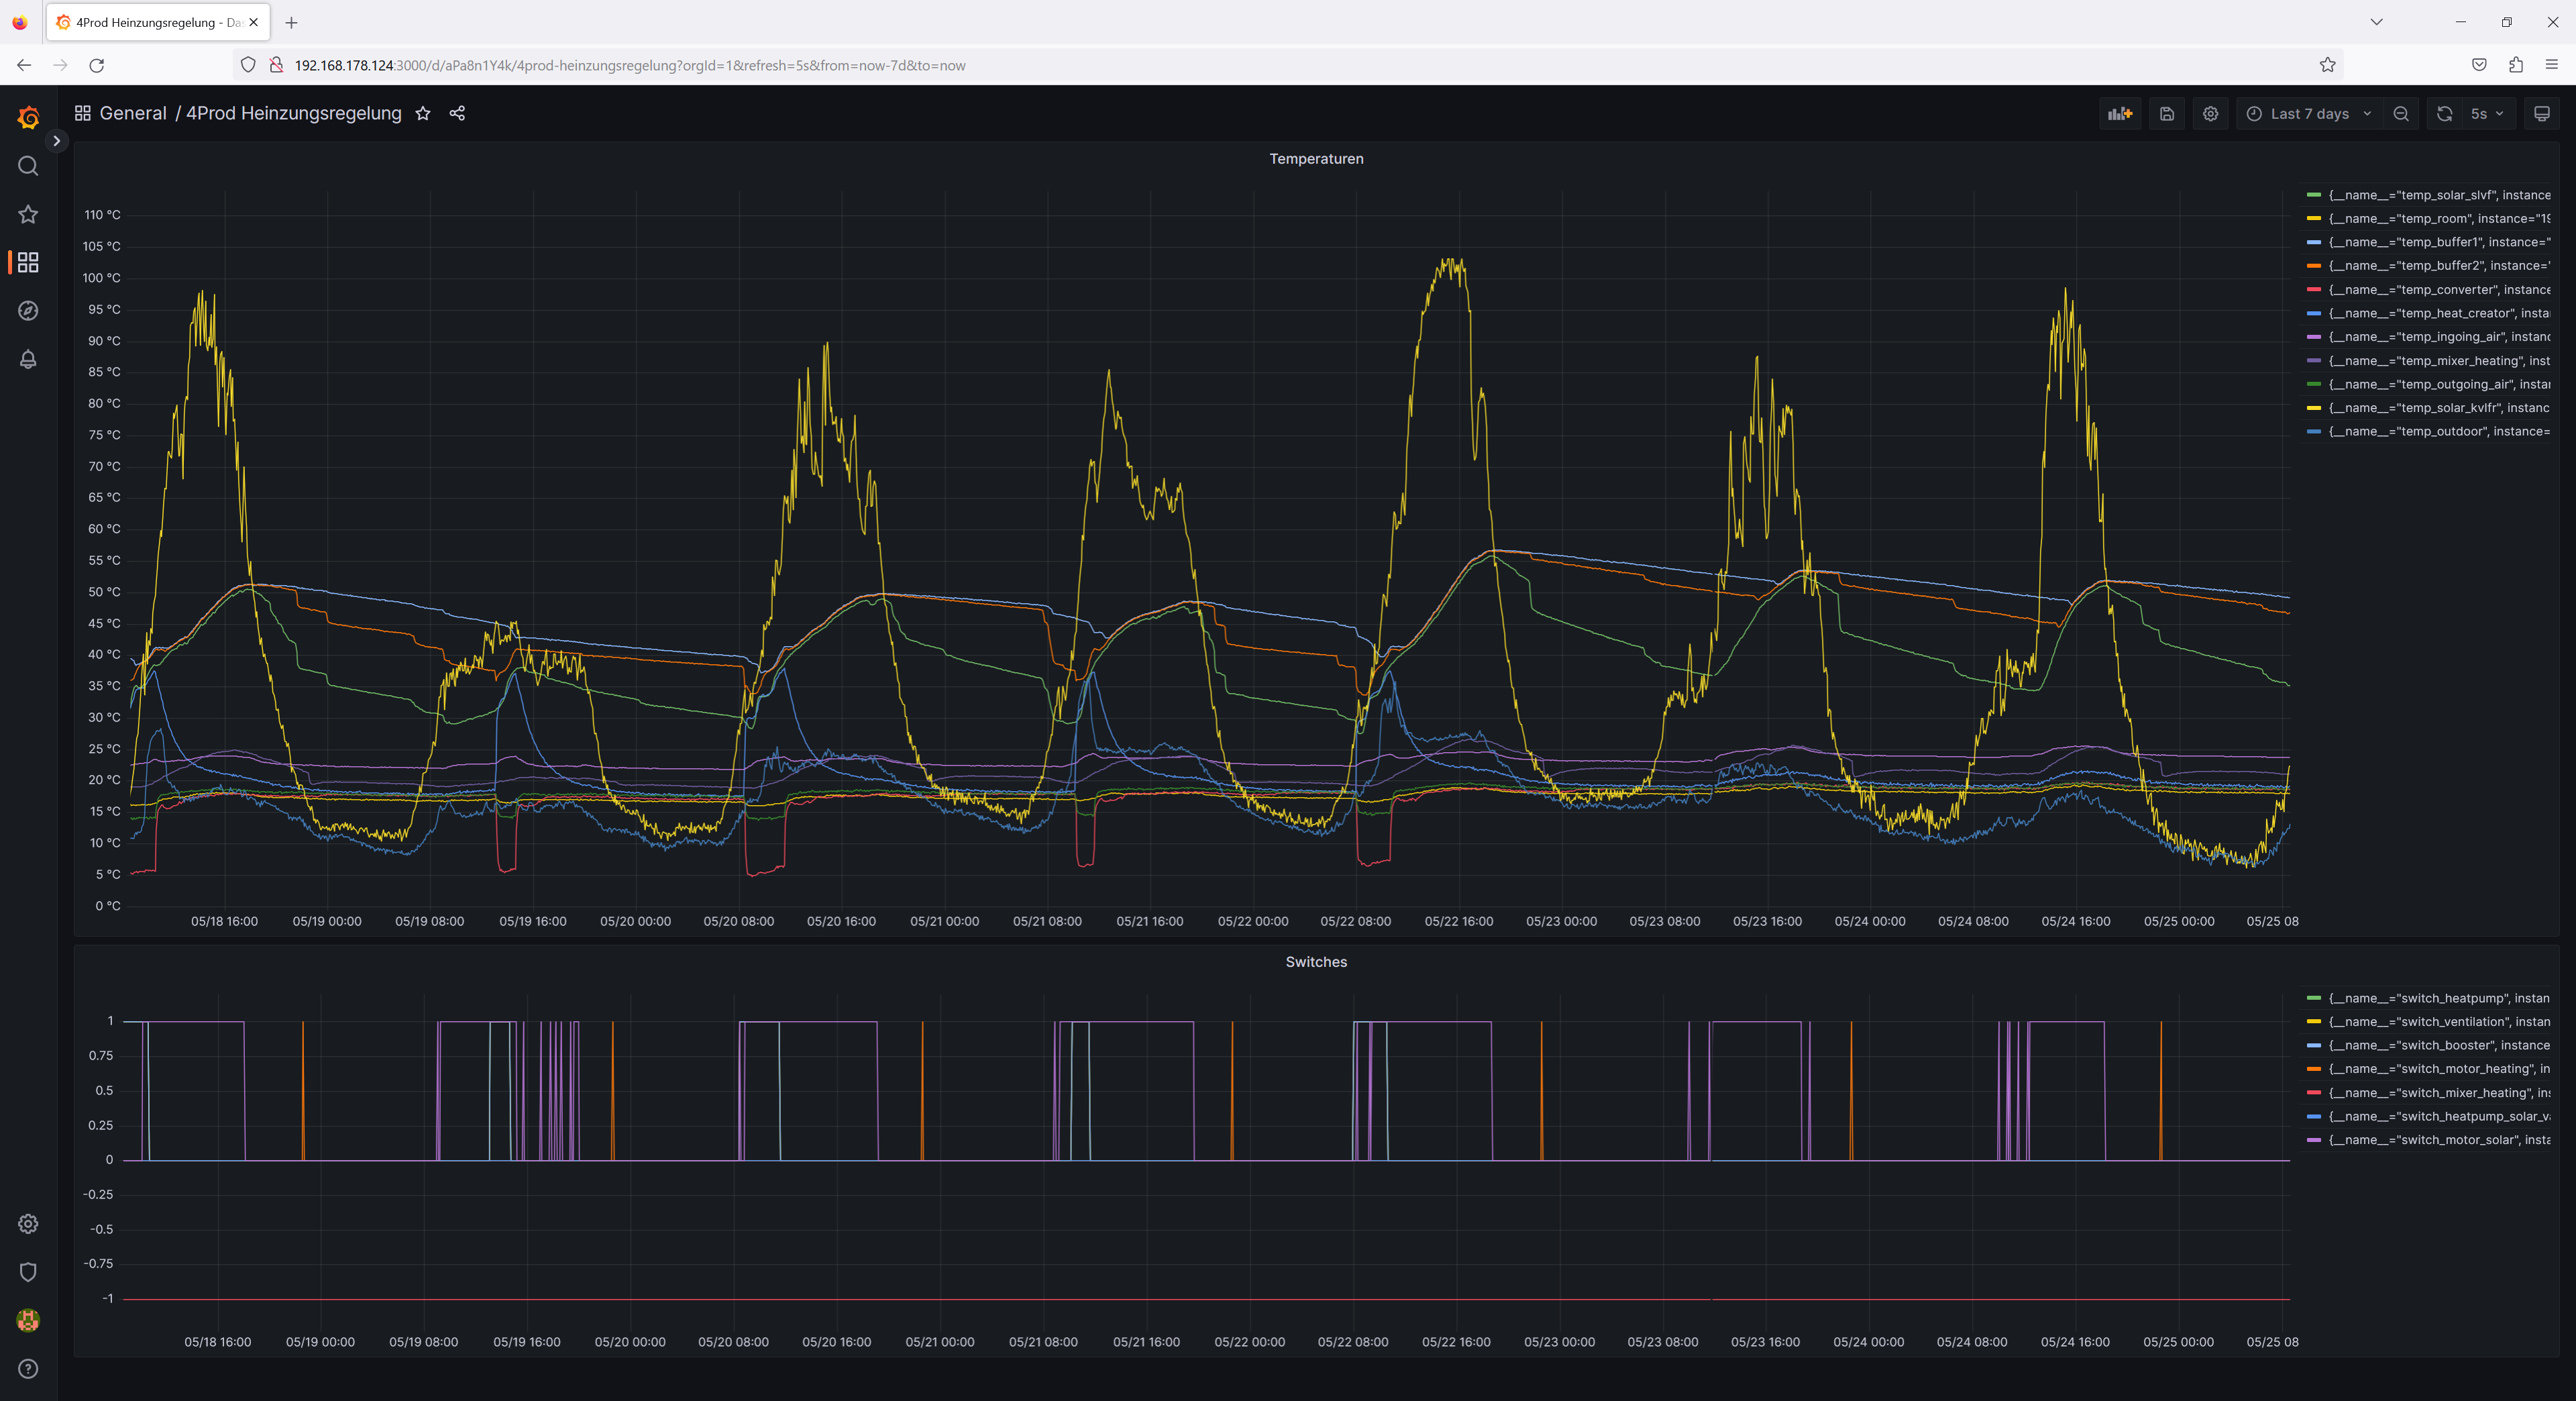 4Prod Heinzungsregelung - Das
192.168.178.124:3000/d/aPa8n1Y4k/4prod-heinzungsregelung?orgId=1&refresh=5s&from=now-7d&to=now
General / 4Prod Heinzungsregelung
Last 7 days
5s
Temperaturen
110 °C
105 °C
100 °C
95 °C
90 °C
85 °C
80 °C
75 °C
70 °C
65 °C
60 °C
55 °C
50 °C
45 °C
40 °C
35 °C
30 °C
25 °C
20 °C
15 °C
10 °C
5 °C
0 °C
05/18 16:00 05/19 00:00 05/19 08:00 05/19 16:00 05/20 00:00 05/20 08:00 05/20 16:00 05/21 00:00 05/21 08:00 05/21 16:00 05/22 00:00 05/22 08:00 05/22 16:00 05/23 00:00 05/23 08:00 05/23 16:00 05/24 00:00 05/24 08:00 05/24 16:00 05/25 00:00 05/25 08
{__name__="temp_solar_slvf", instance
{__name__="temp_room", instance="19
{__name__="temp_buffer1", instance="
{__name__="temp_buffer2", instance="
{__name__="temp_converter", instance
{__name__="temp_heat_creator", insta
{__name__="temp_ingoing_air", instanc
{__name__="temp_mixer_heating", inst
{__name__="temp_outgoing_air", instan
{__name__="temp_solar_kvlfr", instanc
{__name__="temp_outdoor", instance=
Switches
1
0.75
0.5
0.25
0
-0.25
-0.5
-0.75
-1
05/18 16:00 05/19 00:00 05/19 08:00 05/19 16:00 05/20 00:00 05/20 08:00 05/20 16:00 05/21 00:00 05/21 08:00 05/21 16:00 05/22 00:00 05/22 08:00 05/22 16:00 05/23 00:00 05/23 08:00 05/23 16:00 05/24 00:00 05/24 08:00 05/24 16:00 05/25 00:00 05/25 08
{__name__="switch_heatpump", instan
{__name__="switch_ventilation", instan
{__name__="switch_booster", instance
{__name__="switch_motor_heating", in
{__name__="switch_mixer_heating", ins
{__name__="switch_heatpump_solar_va
{__name__="switch_motor_solar", insta